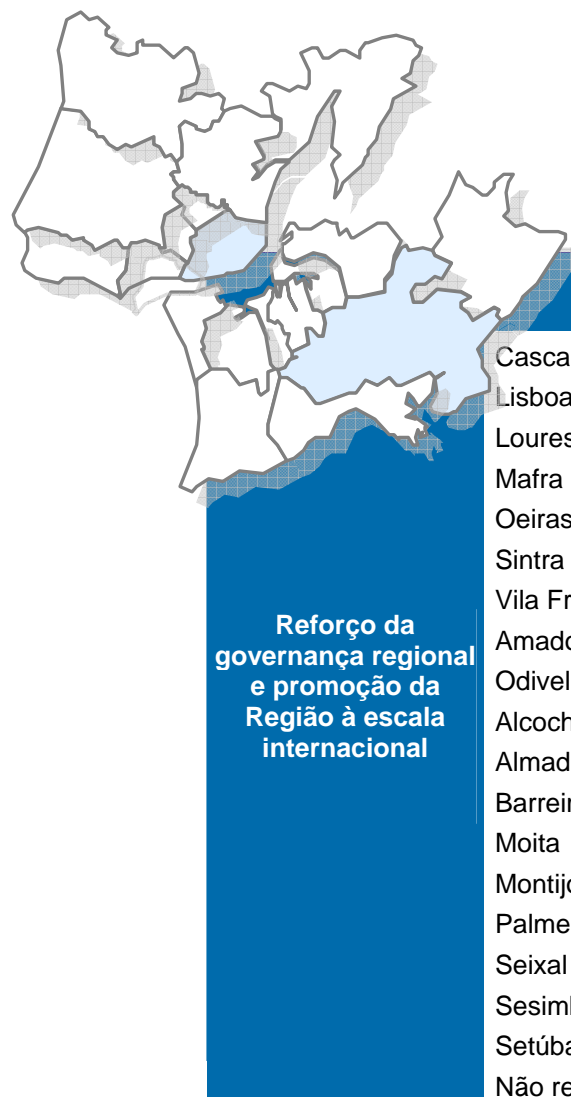 Reforço da
governança regional
e promoção da
Região à escala
internacional
Casca
Lisboa
Loures
Mafra
Oeiras
Sintra
Vila Fr
Amado
Odivel
Alcoch
Almad
Barreir
Moita
Montijo
Palme
Seixal
Sesim
Setúba
Não re